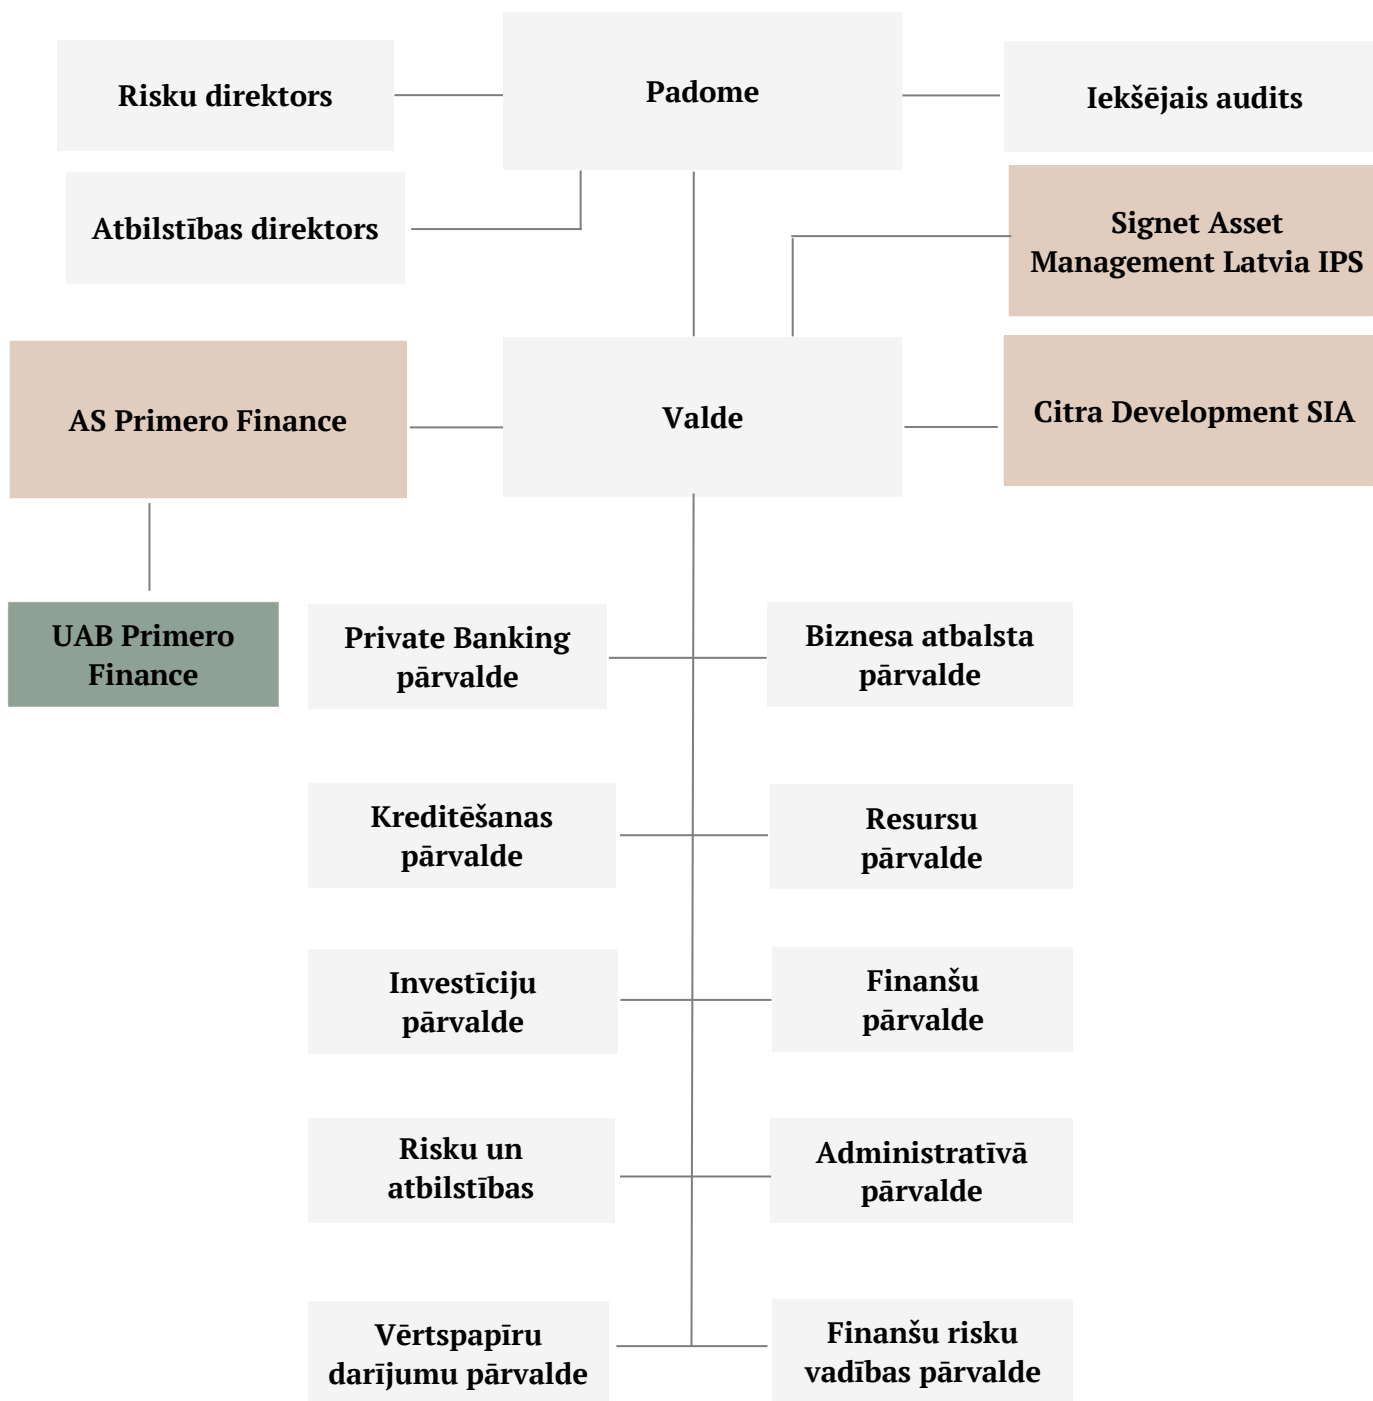 Risku direktors
Padome
Iekšējais audits
Atbilstības direktors
Signet Asset
Management Latvia IPS
AS Primero Finance
Valde
Citra Development SIA
UAB Primero
Finance
Private Banking
pārvalde
Biznesa atbalsta
pārvalde
Kreditēšanas
pārvalde
Resursu
pārvalde
Investīciju
pārvalde
Finanšu
pārvalde
Risku un
atbilstības
Administratīvā
pārvalde
Vērtspapīru
darījumu pārvalde
Finanšu risku
vadības pārvalde